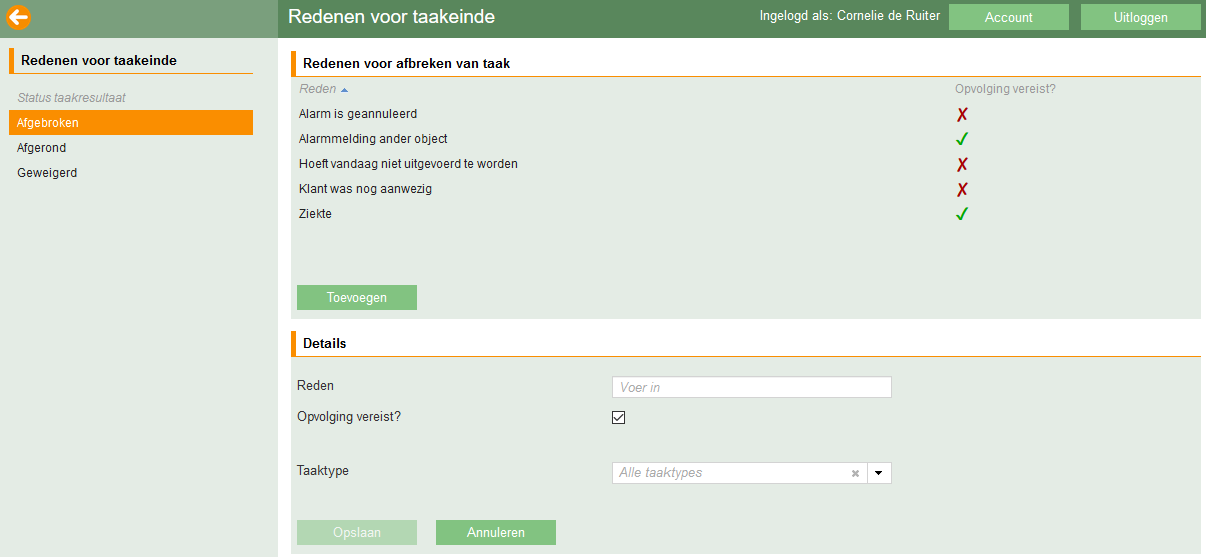 Redenen voor taakeinde
Ingelogd als: Cornelie de Ruiter
Account
Uitloggen
Redenen voor taakeinde
Status taakresultaat
Afgebroken
Afgerond
Geweigerd
Redenen voor afbreken van taak
Reden Opvolging vereist?
Alarm is geannuleerd ✗
Alarmmelding ander object ✓
Hoeft vandaag niet uitgevoerd te worden ✗
Klant was nog aanwezig ✗
Ziekte ✓
Toevoegen
Details
Reden Voer in
Opvolging vereist?
Taaktype Alle taaktypes
Opslaan Annuleren